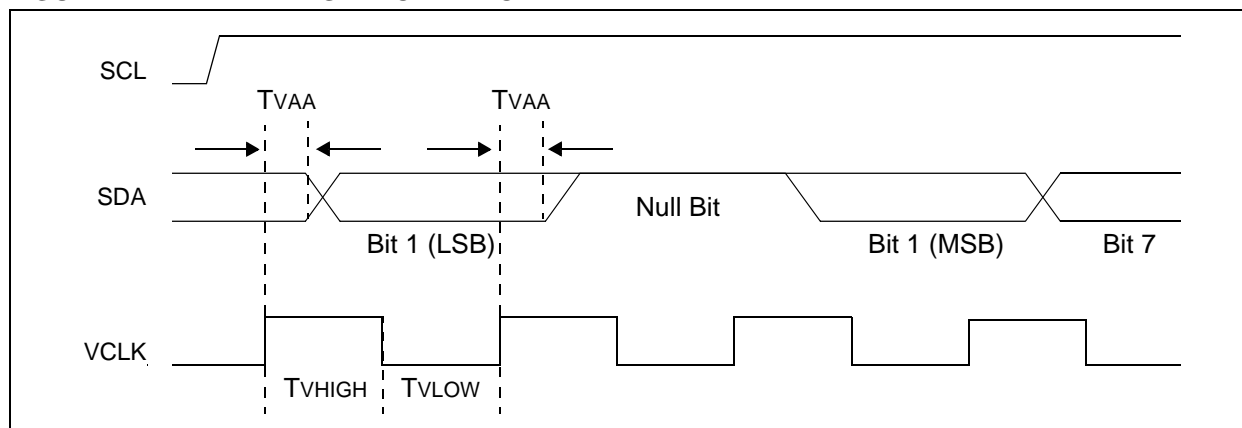 SCL
TVAA
TVAA
SDA
Null Bit
Bit 1 (LSB)
Bit 1 (MSB)
Bit 7
VCLK
TVHIGH
TVLOW